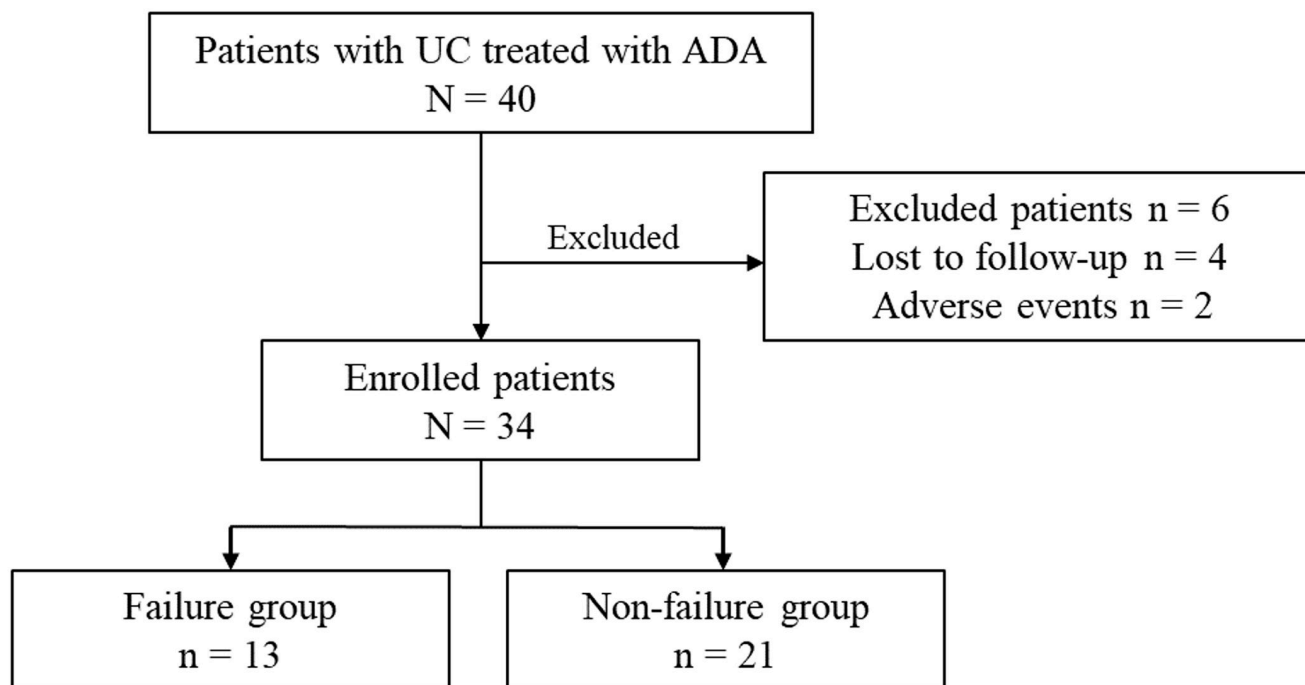 Patients with UC treated with ADA
N = 40
Excluded
Excluded patients n = 6
Lost to follow-up n = 4
Adverse events n = 2
Enrolled patients
N = 34
Failure group
n = 13
Non-failure group
n = 21